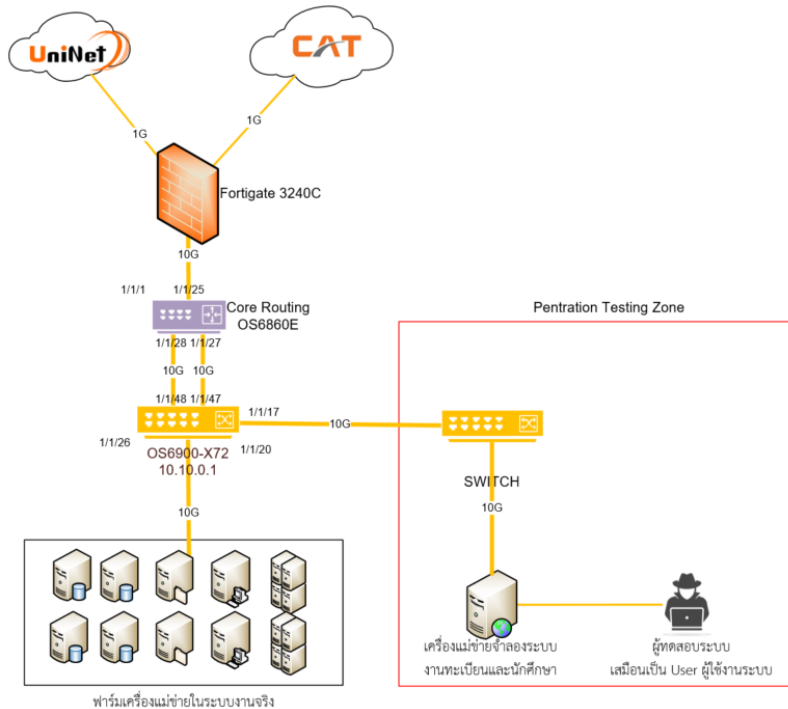 UniNet
CAT
1G
1G
Fortigate 3240C
10G
1/1/1
1/1/25
Core Routing
OS6860E
1/1/28
1/1/27
10G
10G
1/1/48
1/1/47
1/1/17
1/1/26
1/1/20
OS6900-X72
10.10.0.1
10G
10G
Pentration Testing Zone
SWITCH
10G
เครื่องแม่ข่ายจำลองระบบ
งานทะเบียนและนักศึกษา
ผู้ทดสอบระบบ
เสมือนเป็น User ผู้ใช้งานระบบ
ฟาร์มเครื่องแม่ข่ายในระบบงานจริง